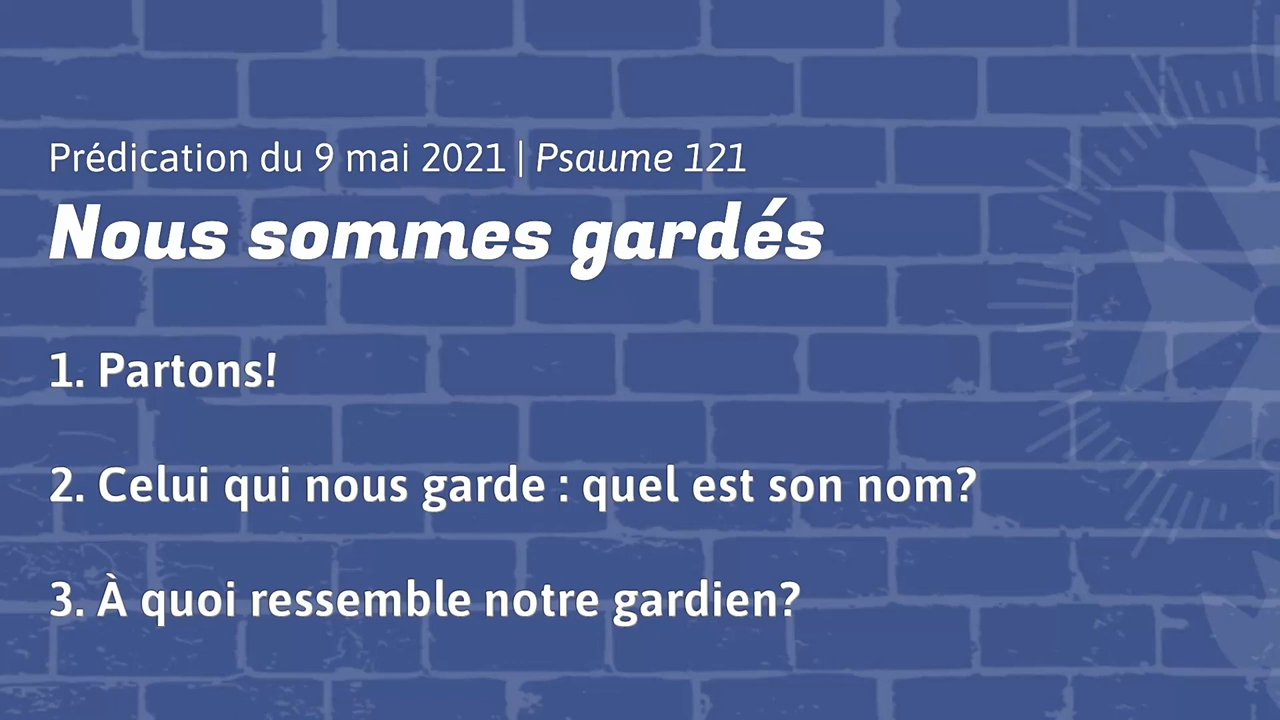 Prédication du 9 mai 2021 | Psaume 121
Nous sommes gardés
1. Partons!
2. Celui qui nous garde : quel est son nom?
3. À quoi ressemble notre gardien?